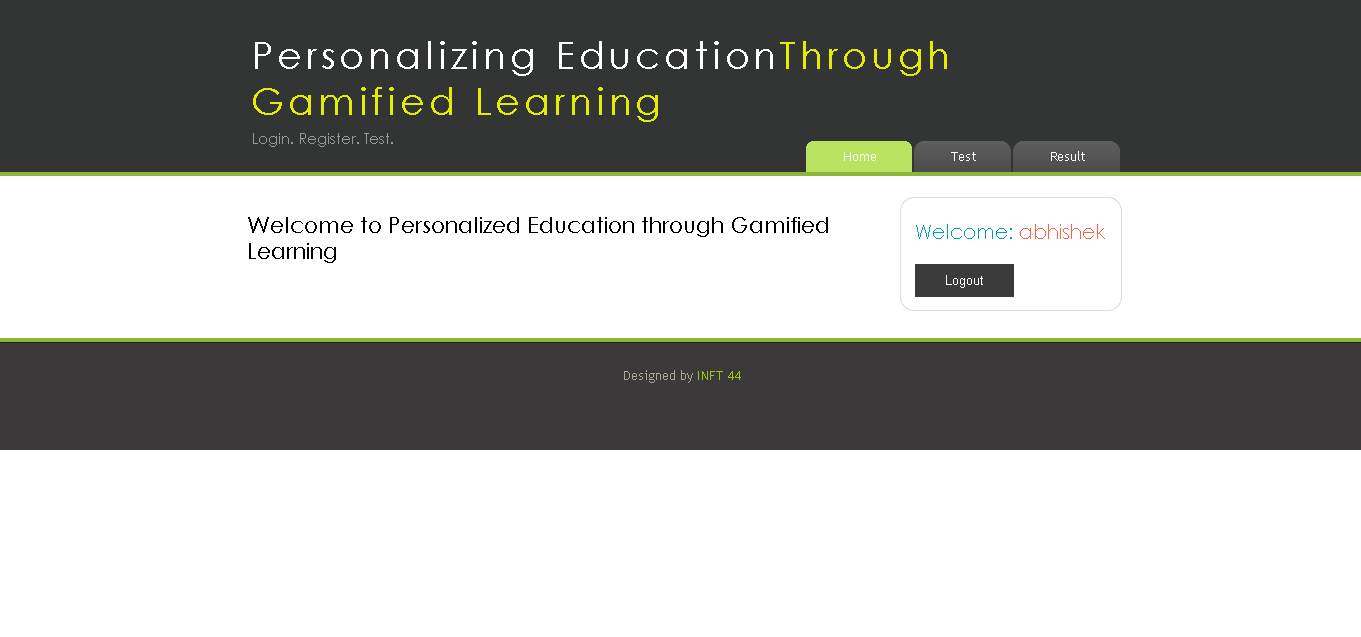 Personalizing EducationThrough
Gamified Learning
Login. Register. Test.
Home Test Result
Welcome to Personalized Education through Gamified
Learning
Welcome: abhishek
Logout
Designed by INFT 44